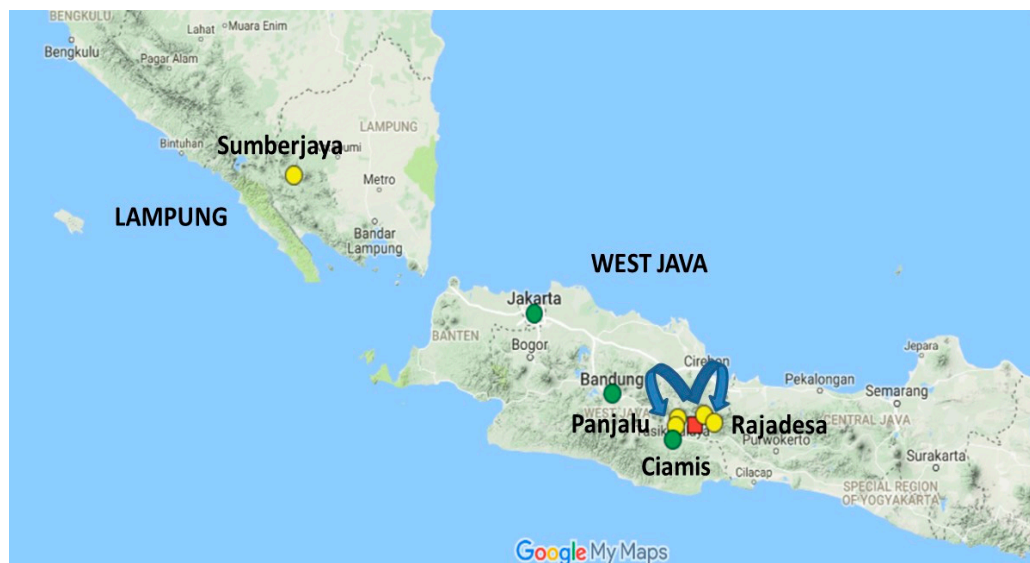 BENGKULU
Lahat
Muara Enim
Bengkulu
Pagar Alam
LAMPUNG
Bintuhan
Sumberjaya
Metro
LAMPUNG
Bandar
Lampung
WEST JAVA
Jakarta
BANTEN
Bogor
Jepara
Cirebon
Bandung
Pekalongan
Semarang
WEST JAVA
CENTRAL JAVA
Panjalu
Rajadesa
Purwokerto
Ciamis
Surakarta
Cilacap
SPECIAL REGION
OF YOGYAKARTA
Google My Maps